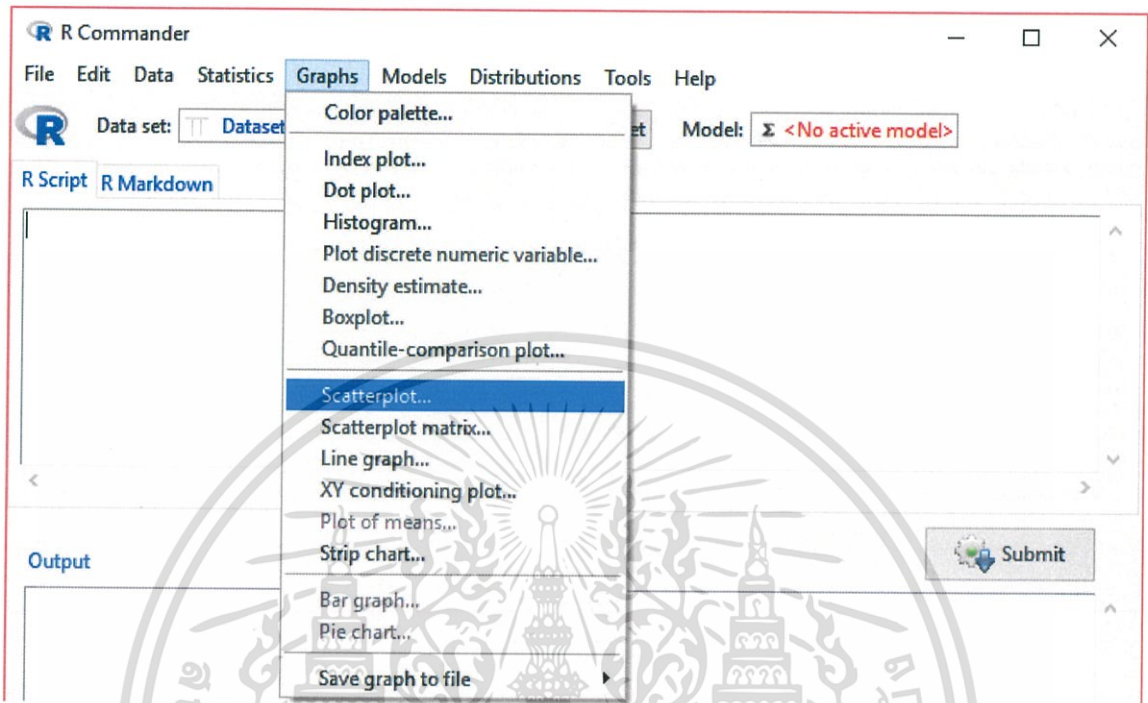 R Commander
File Edit Data Statistics Graphs Models Distributions Tools Help
R Data set: Dataset et Model: Σ <No active model>
R Script R Markdown
Color palette...
Index plot...
Dot plot...
Histogram...
Plot discrete numeric variable...
Density estimate...
Boxplot...
Quantile-comparison plot...
Scatterplot...
Scatterplot matrix...
Line graph...
XY conditioning plot...
Plot of means...
Strip chart...
Bar graph...
Pie chart...
Save graph to file
Output
Submit